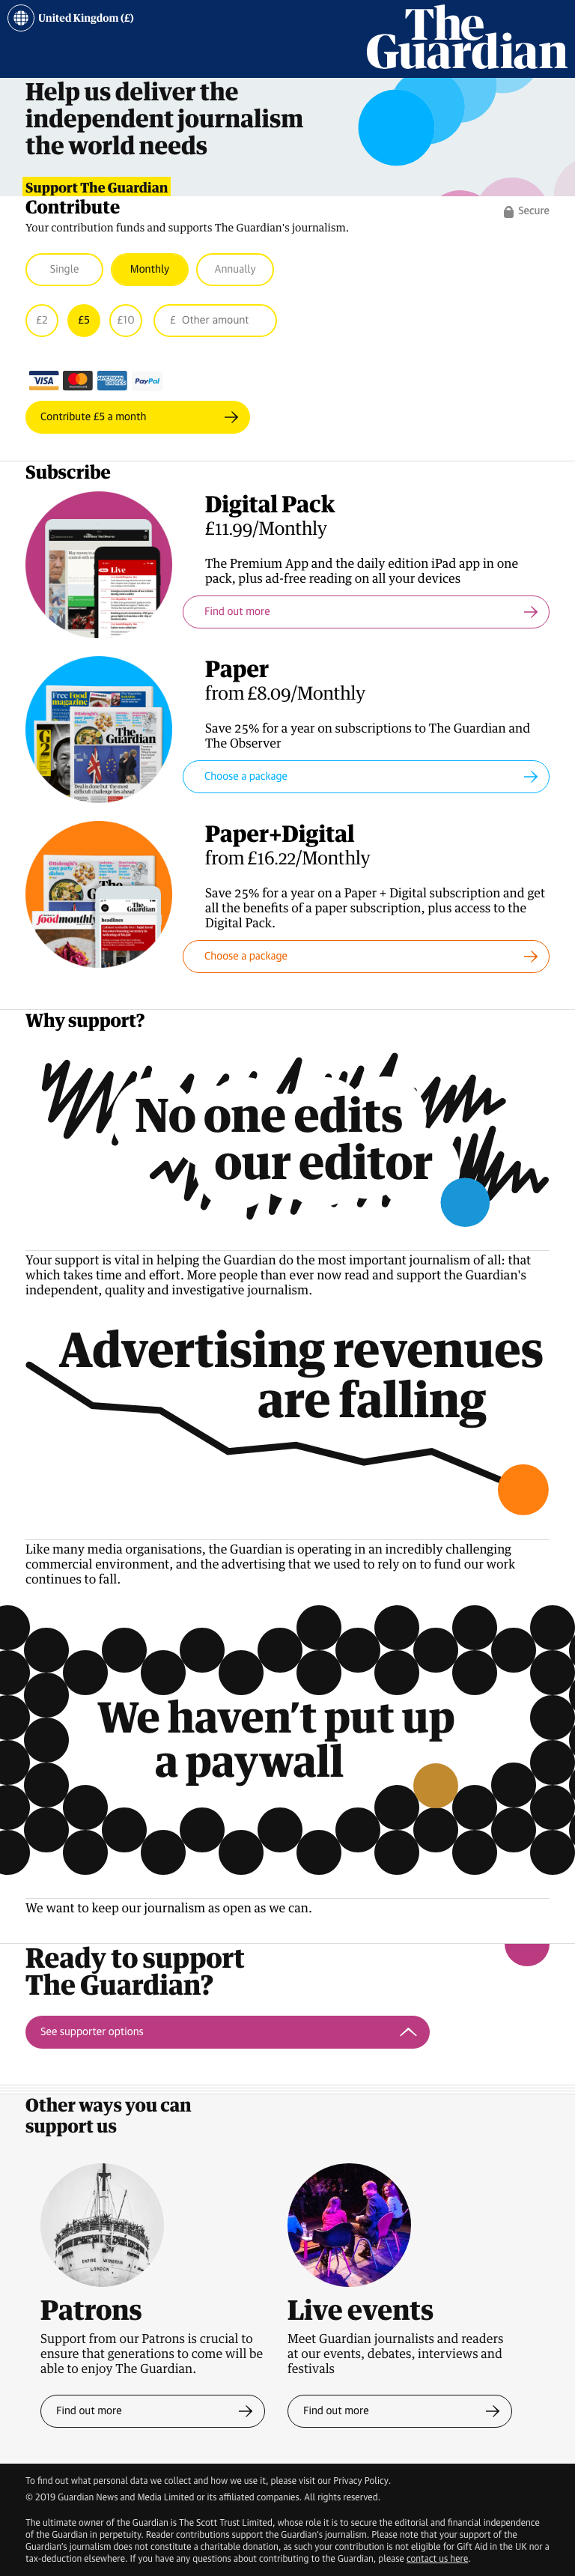 United Kingdom (£)
The
Guardian
Help us deliver the
independent journalism
the world needs
Support The Guardian
Contribute
Secure
Your contribution funds and supports The Guardian's journalism.
Single
Monthly
Annually
£2
£5
£10
£ Other amount
VISA
PayPal
Contribute £5 a month
Subscribe
Digital Pack
£11.99/Monthly
The Premium App and the daily edition iPad app in one
pack, plus ad-free reading on all your devices
Live
Find out more
Paper
from £8.09/Monthly
Save 25% for a year on subscriptions to The Guardian and
The Observer
Free Food
magazine
G2
The
Guardian
Choose a package
Paper+Digital
from £16.22/Monthly
Save 25% for a year on a Paper + Digital subscription and get
all the benefits of a paper subscription, plus access to the
Digital Pack.
The
Guardian
food monthly
headlines
Choose a package
Why support?
No one edits
our editor
Your support is vital in helping the Guardian do the most important journalism of all: that
which takes time and effort. More people than ever now read and support the Guardian's
independent, quality and investigative journalism.
Advertising revenues
are falling
Like many media organisations, the Guardian is operating in an incredibly challenging
commercial environment, and the advertising that we used to rely on to fund our work
continues to fall.
We haven't put up
a paywall
We want to keep our journalism as open as we can.
Ready to support
The Guardian?
See supporter options
Other ways you can
support us
LONDON
Patrons
Support from our Patrons is crucial to
ensure that generations to come will be
able to enjoy The Guardian.
Find out more
Live events
Meet Guardian journalists and readers
at our events, debates, interviews and
festivals
Find out more
To find out what personal data we collect and how we use it, please visit our Privacy Policy.
© 2019 Guardian News and Media Limited or its affiliated companies. All rights reserved.
The ultimate owner of the Guardian is The Scott Trust Limited, whose role it is to secure the editorial and financial independence
of the Guardian in perpetuity. Reader contributions support the Guardian's journalism. Please note that your support of the
Guardian's journalism does not constitute a charitable donation, as such your contribution is not eligible for Gift Aid in the UK nor a
tax-deduction elsewhere. If you have any questions about contributing to the Guardian, please contact us here.